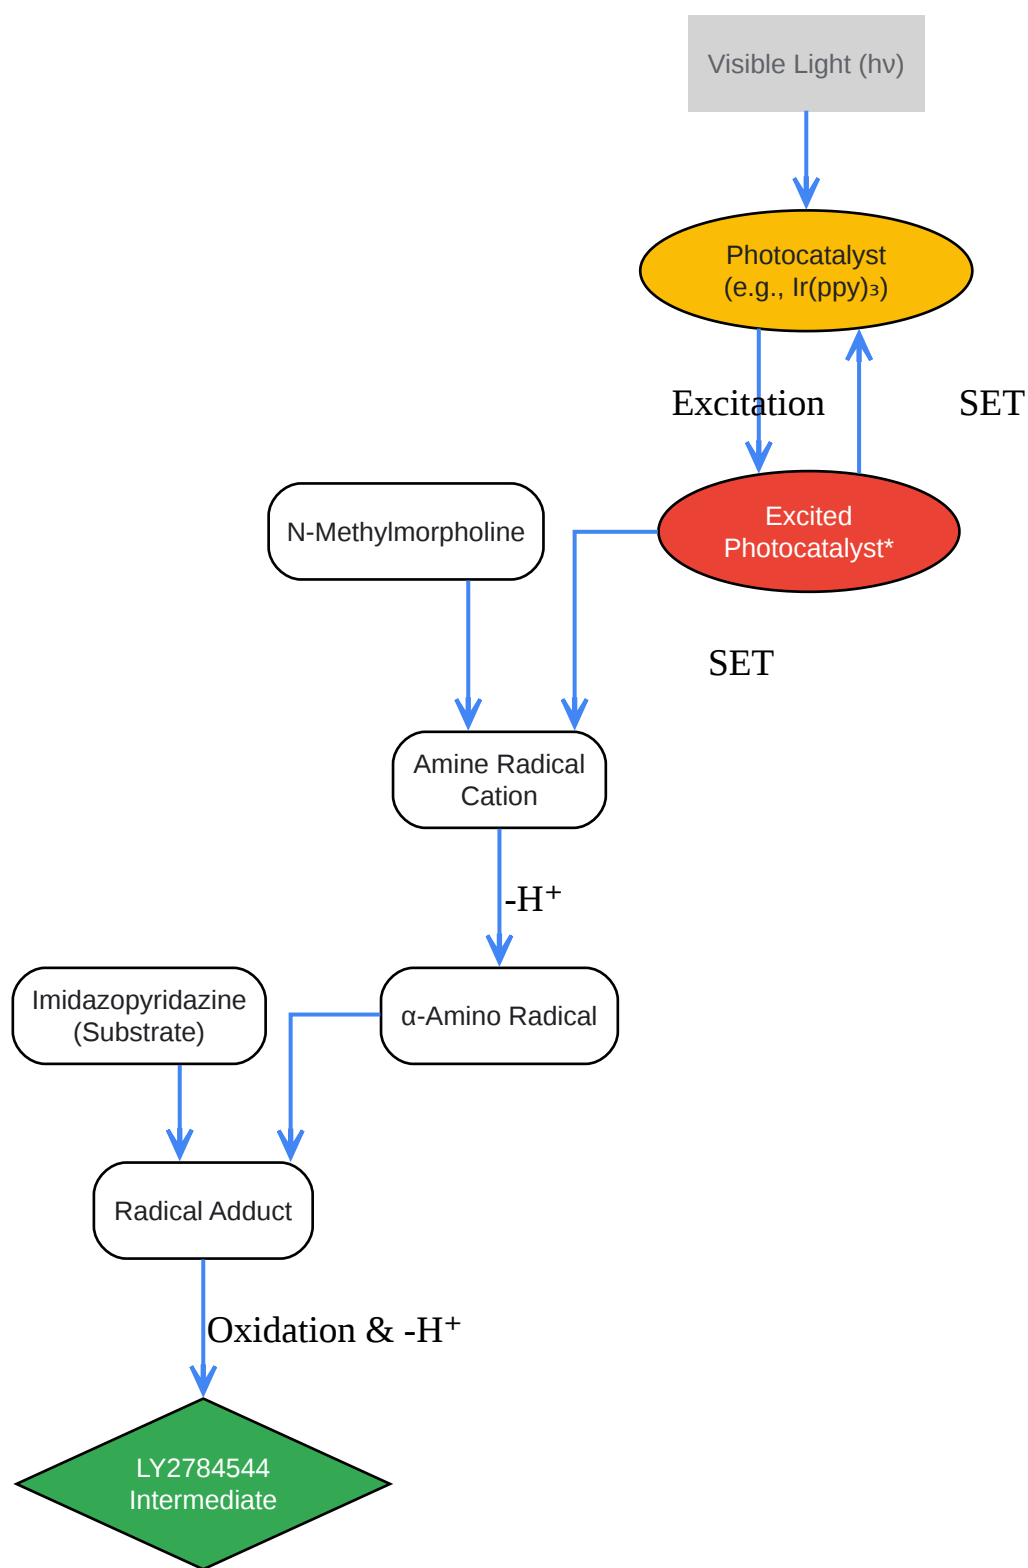 Visible Light (hν)
Photocatalyst
(e.g., Ir(ppy)₃)
Excitation
SET
N-Methylmorpholine
Excited
Photocatalyst*
SET
Amine Radical
Cation
-H⁺
Imidazopyridazine
(Substrate)
α-Amino Radical
Radical Adduct
Oxidation & -H⁺
LY2784544
Intermediate